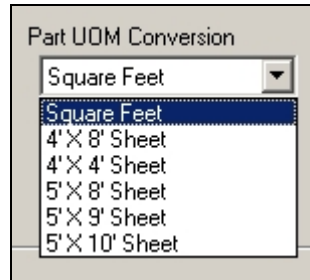 Part UOM Conversion
Square Feet
Square Feet
4' X 8' Sheet
4' X 4' Sheet
5' X 8' Sheet
5' X 9' Sheet
5' X 10' Sheet